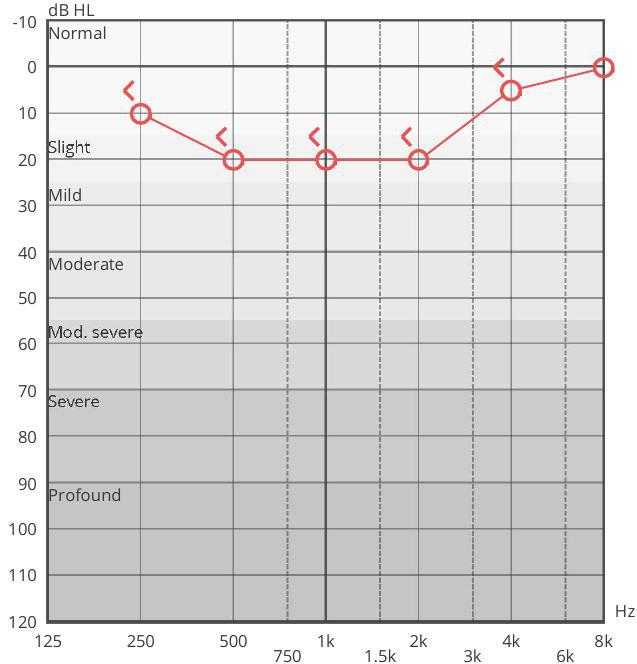 dB HL
-10
Normal
0
10
Slight
20
Mild
30
40
Moderate
50
Mod. severe
60
70
Severe
80
90
Profound
100
110
120
Hz
125 250 500 1k 2k 4k 8k
750 1.5k 3k 6k